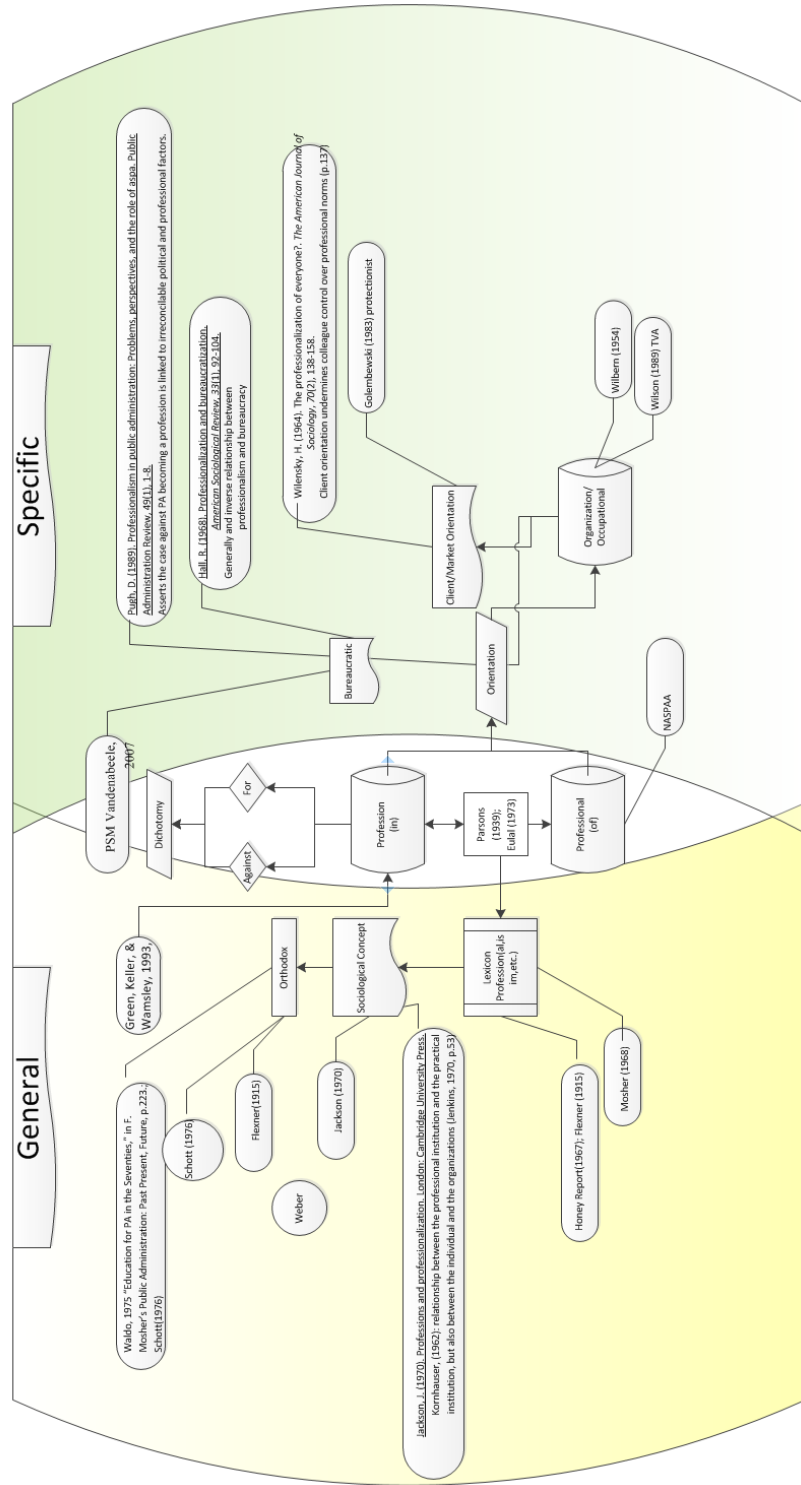 General
Specific
Waldo, 1975 “Education for PA in the Seventies,” in F.
Mosher’s Public Administration: Past Present, Future, p.223.;
Schott(1976)
Schott (1976)
Flexner(1915)
Weber
Jackson (1970)
Jackson, J. (1970). Professions and professionalization. London: Cambridge University Press.
Kornhauser, (1962): relationship between the professional institution and the practical
institution, but also between the individual and the organizations (Jenkins, 1970, p.53)
Honey Report(1967); Flexner (1915)
Mosher (1968)
Green, Keller, &
Wamsley, 1993,
Orthodox
Sociological Concept
Lexicon
Profession(al,is
im,etc.)
PSM Vandenabeele,
2007
Dichotomy
Against
For
Profession
(in)
Parsons
(1939);
Eulal (1973)
Professional
(of)
NASPAA
Bureaucratic
Orientation
Pugh, D. (1989). Professionalism in public administration: Problems, perspectives, and the role of aspa. Public
Administration Review, 49(1), 1-8.
Asserts the case against PA becoming a profession is linked to irreconcilable political and professional factors.
Hall, R. (1968). Professionalization and bureaucratization.
American Sociological Review, 33(1), 92-104.
Generally and inverse relationship between
professionalism and bureaucracy
Wilensky, H. (1964). The professionalization of everyone?. The American Journal of
Sociology, 70(2), 138-158.
Client orientation undermines colleague control over professional norms (p.137)
Golembewski (1983) protectionist
Client/Market Orientation
Organization/
Occupational
Wilbern (1954)
Wilson (1989) TVA